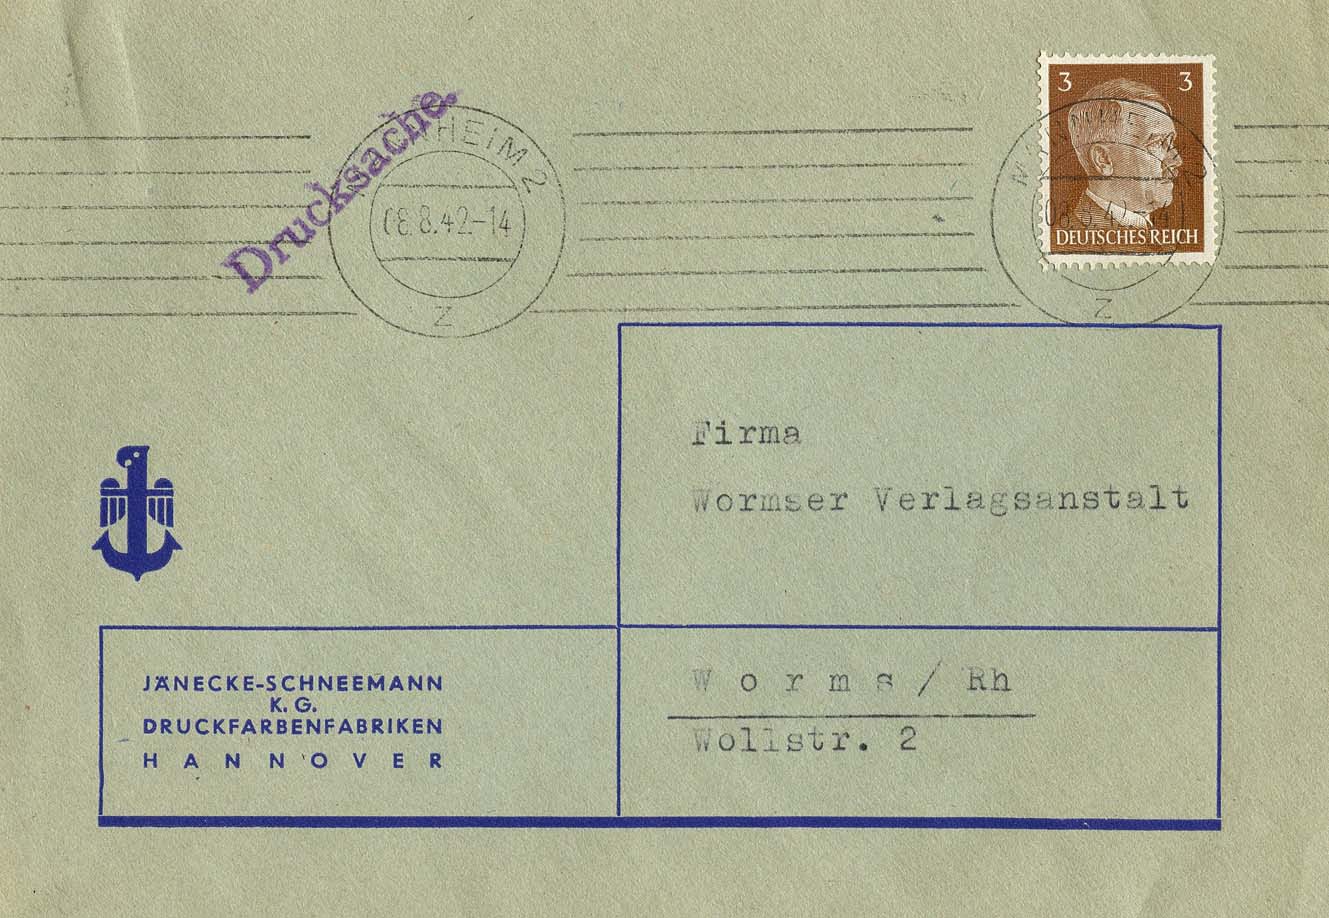 Drucksache.
HEIM 2
08.8.42.-14
Z
3 3
DEUTSCHES REICH
Z
Firma
Wormser Verlagsanstalt
W o r m s / Rh
Wollstr. 2
JÄNECKE-SCHNEEMANN
K. G.
DRUCKFARBENFABRIKEN
HANNOVER